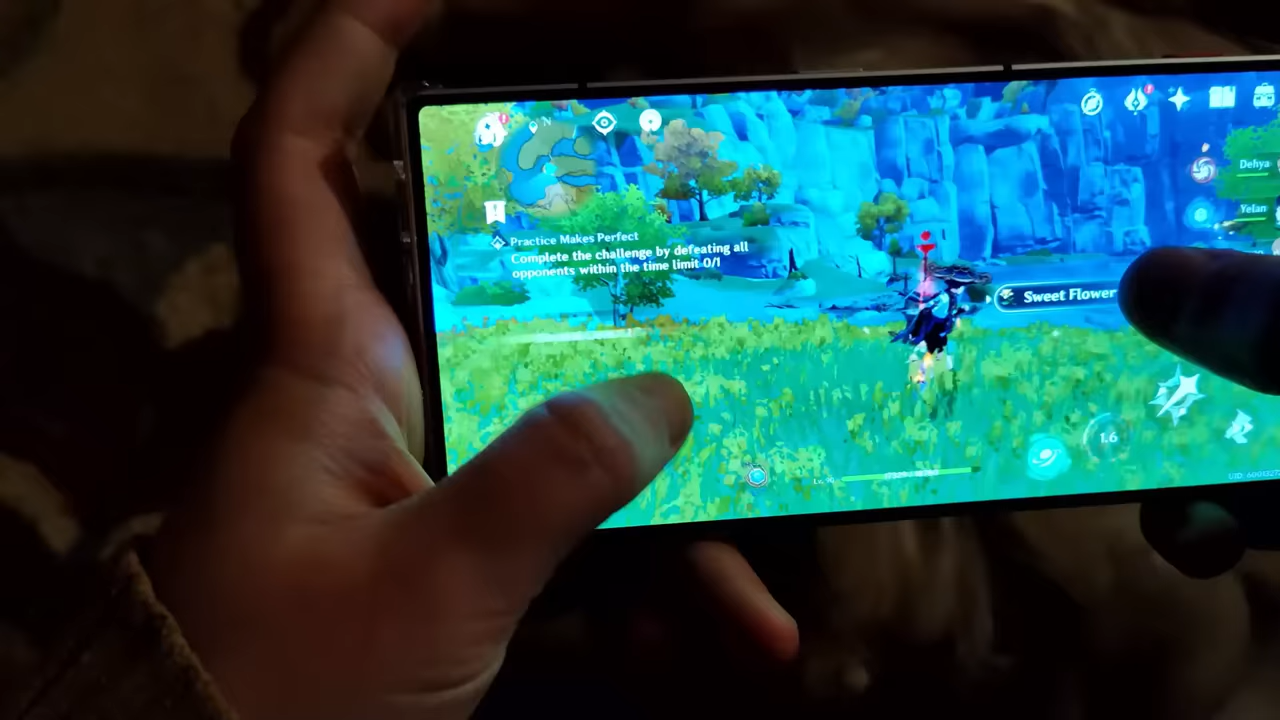 N
Practice Makes Perfect
Complete the challenge by defeating all
opponents within the time limit 0/1
Dehya
Yelan
Sweet Flower
1.6